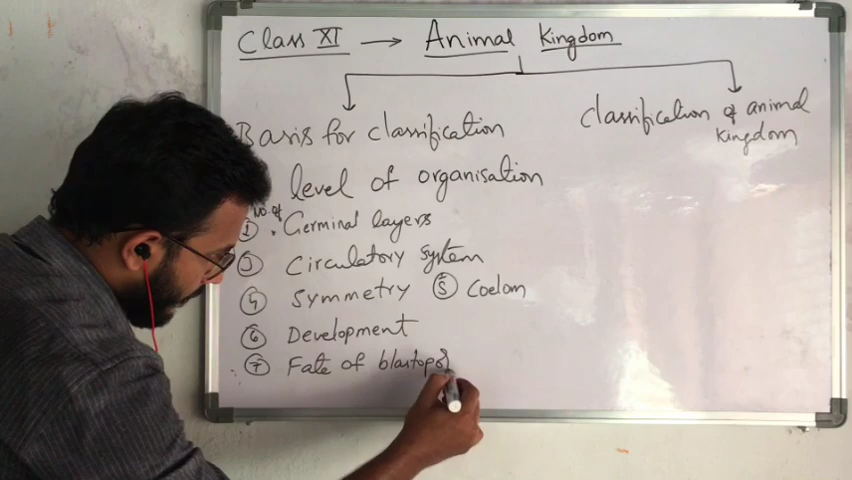 Class XI → Animal Kingdom
Basis for classification
Classification of animal kingdom
level of organisation
② No. of Germinal layers
③ Circulatory system
④ Symmetry ⑤ Coelom
⑥ Development
⑦ Fate of blastopo